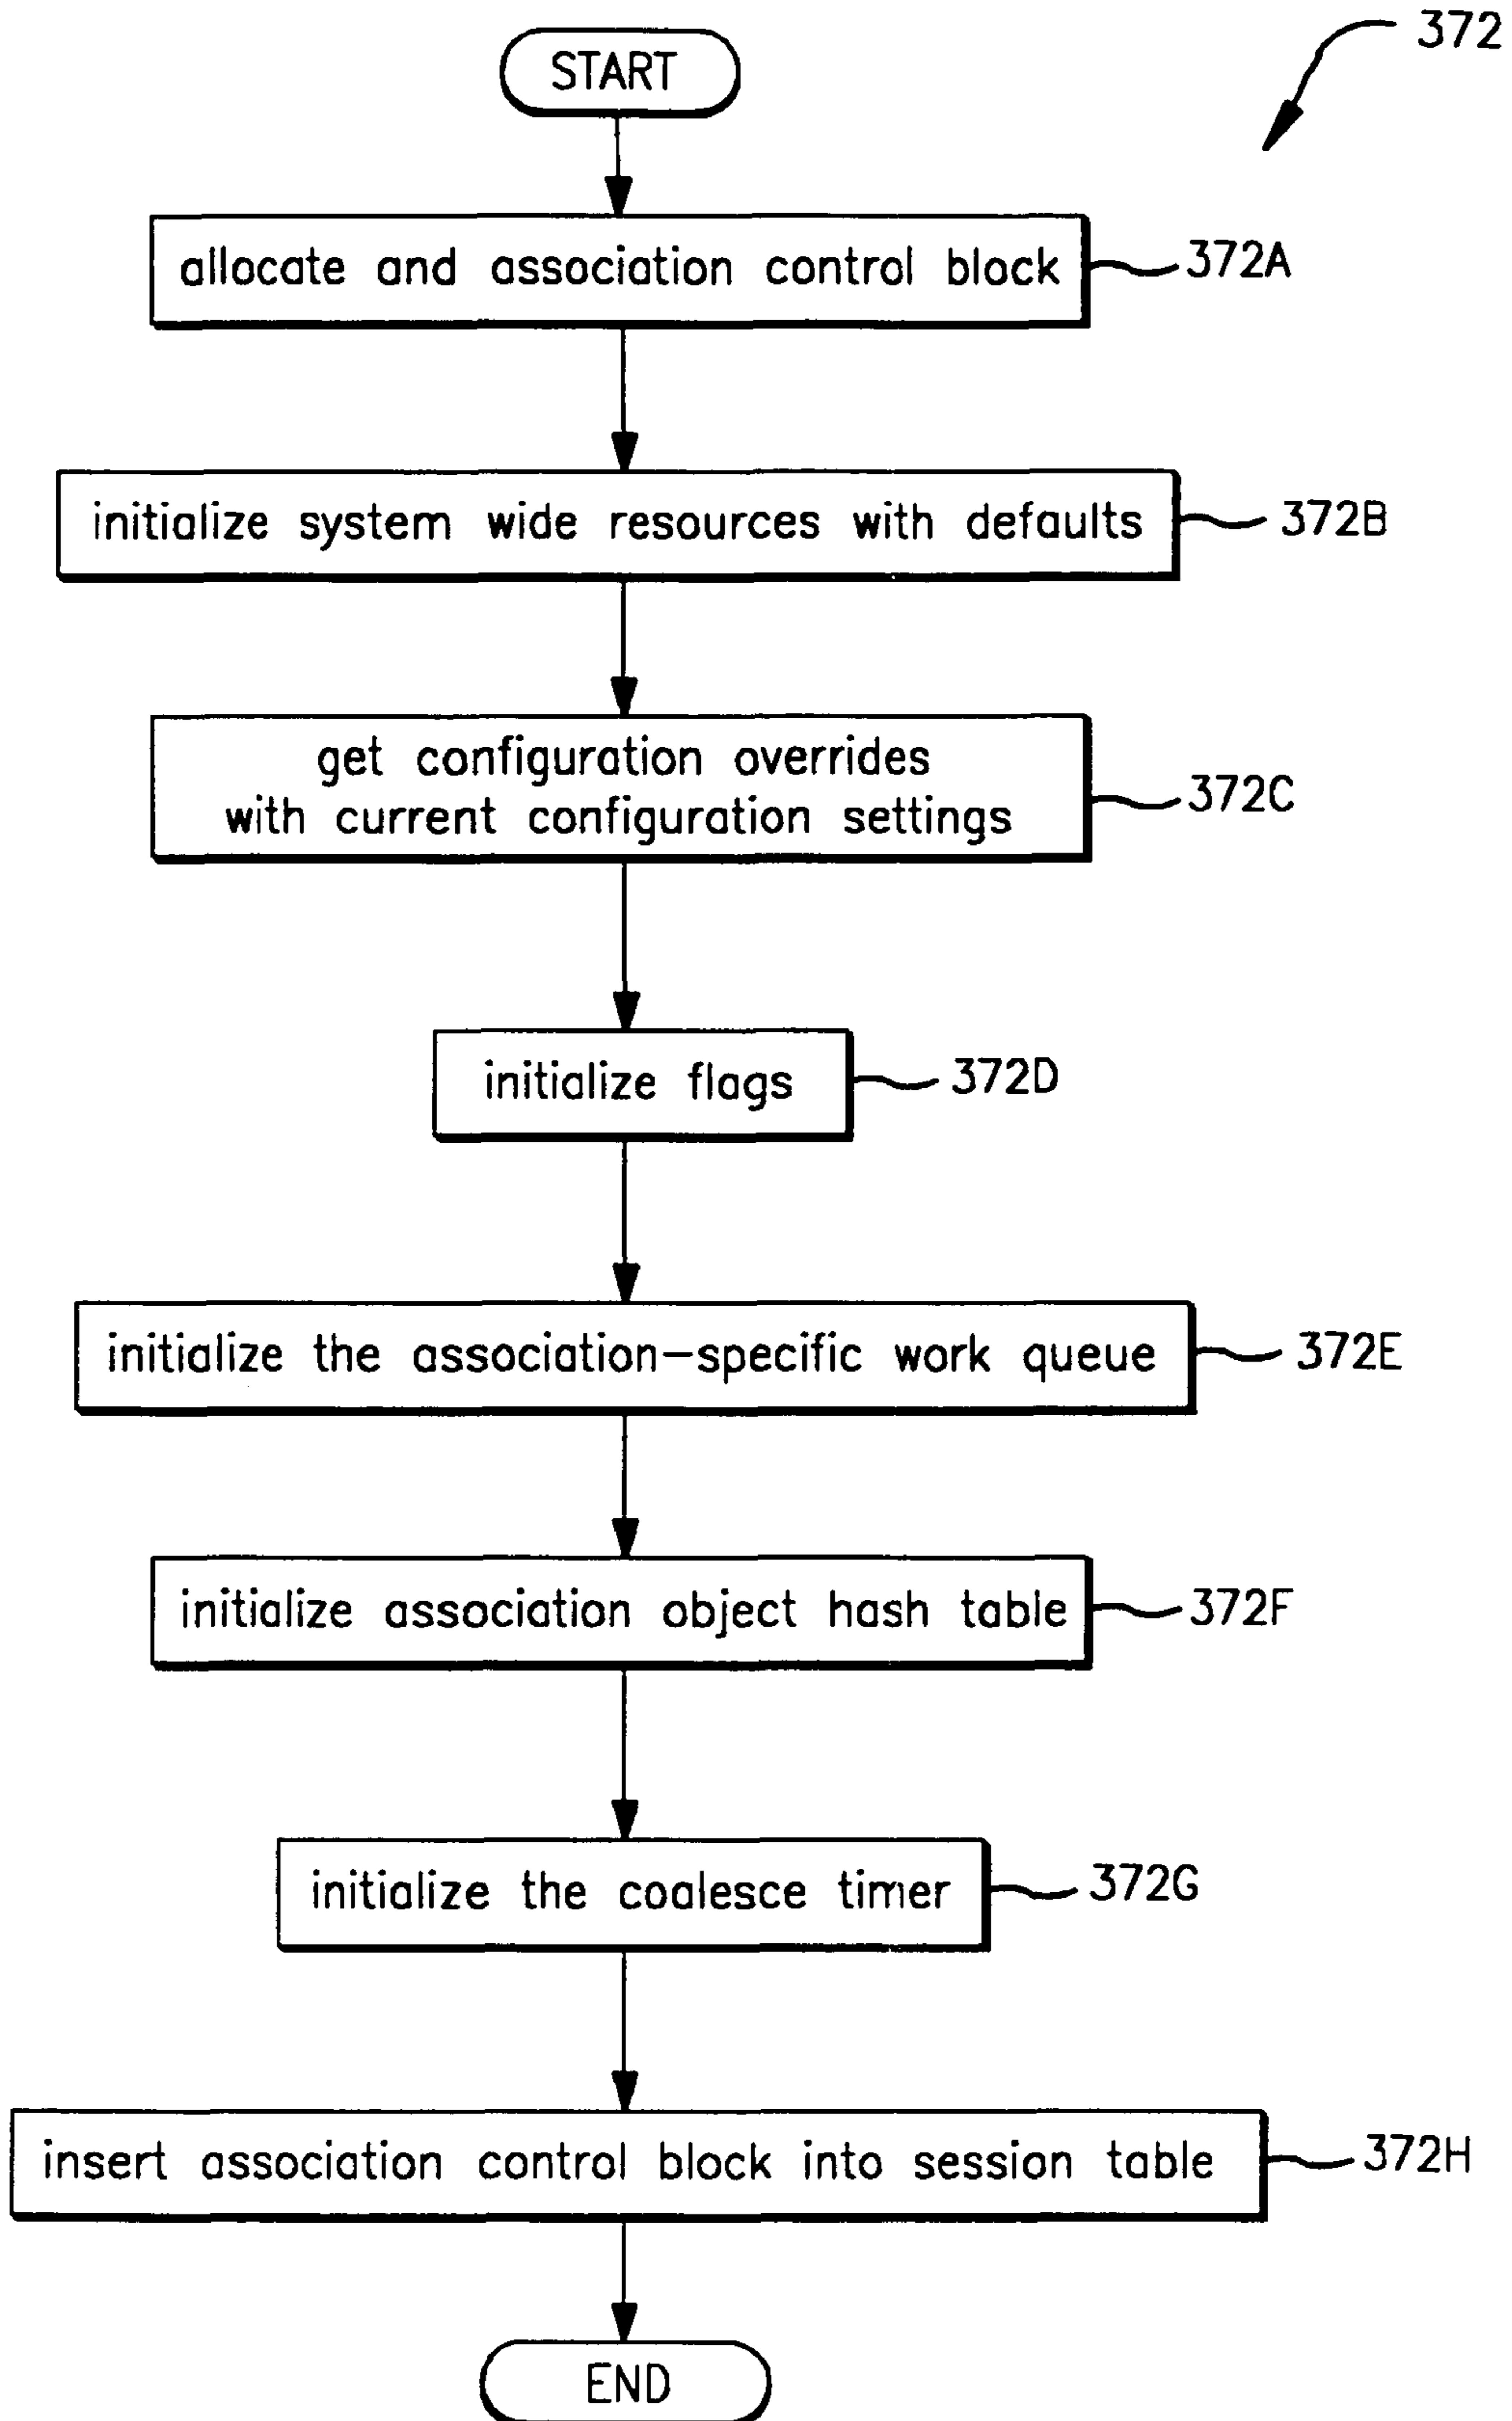 372
START
allocate and association control block
372A
initialize system wide resources with defaults
372B
get configuration overrides
with current configuration settings
372C
initialize flags
372D
initialize the association-specific work queue
372E
initialize association object hash table
372F
initialize the coalesce timer
372G
insert association control block into session table
372H
END